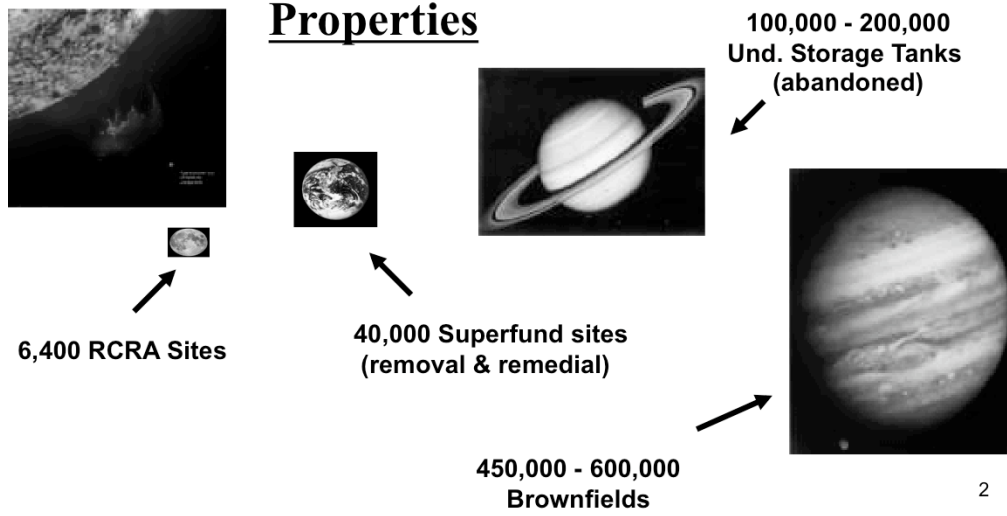 Properties
100,000 - 200,000
Und. Storage Tanks
(abandoned)
6,400 RCRA Sites
40,000 Superfund sites
(removal & remedial)
450,000 - 600,000
Brownfields
2